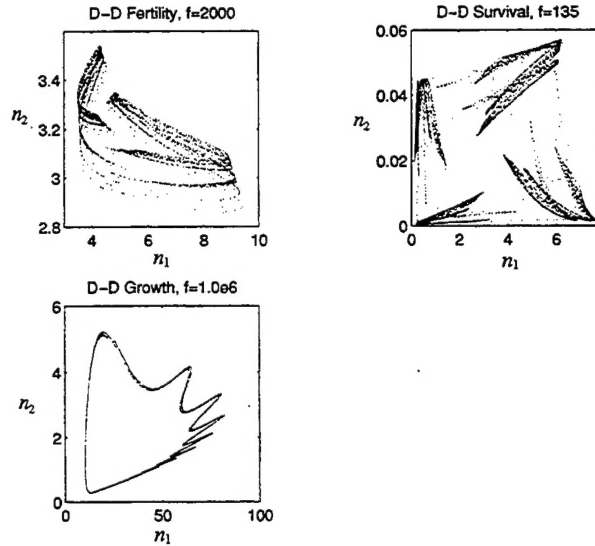 D-D Fertility, f=2000
3.4
n2
3.2
3
2.8
4 6 8 10
n1
D-D Survival, f=135
0.06
0.04
n2
0.02
0
0 2 4 6
n1
D-D Growth, f=1.0e6
6
4
n2
2
0
0 50 100
n1